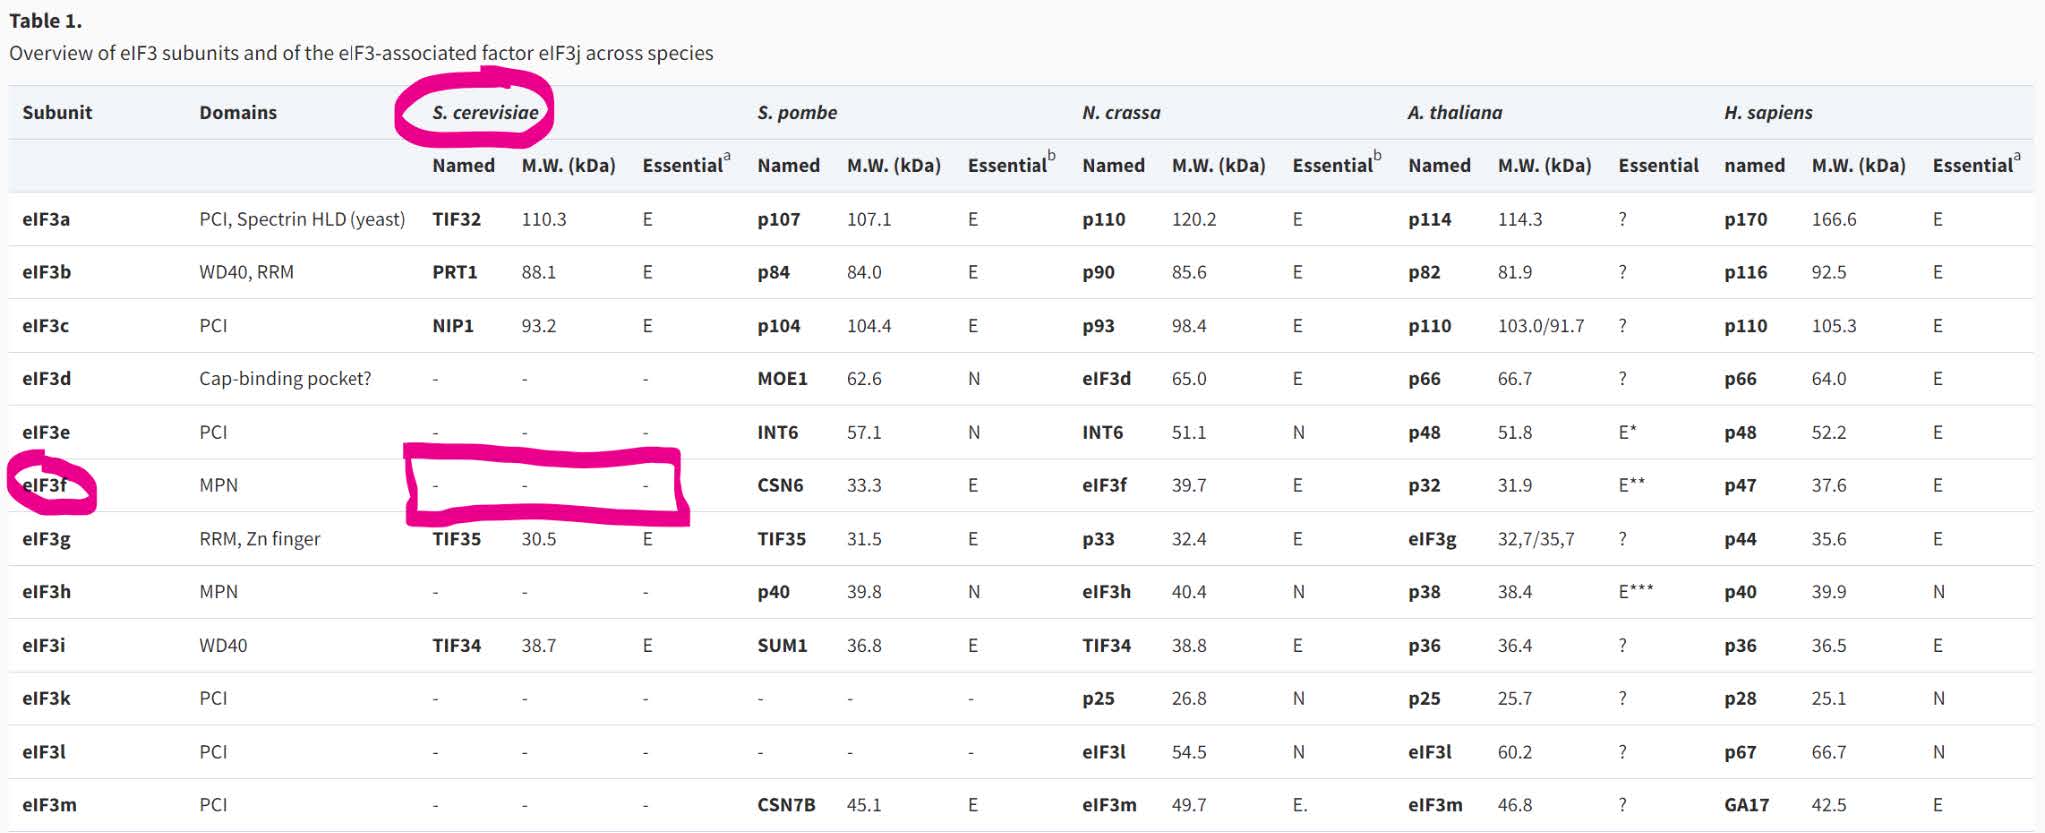 Table 1.
Overview of eIF3 subunits and of the eIF3-associated factor eIF3j across species
Subunit Domains S. cerevisiae S. pombe N. crassa A. thaliana H. sapiens
Named M.W. (kDa) Essentialᵃ Named M.W. (kDa) Essentialᵇ Named M.W. (kDa) Essentialᵇ Named M.W. (kDa) Essential named M.W. (kDa) Essentialᵃ
eIF3a PCI, Spectrin HLD (yeast) TIF32 110.3 E p107 107.1 E p110 120.2 E p114 114.3 ? p170 166.6 E
eIF3b WD40, RRM PRT1 88.1 E p84 84.0 E p90 85.6 E p82 81.9 ? p116 92.5 E
eIF3c PCI NIP1 93.2 E p104 104.4 E p93 98.4 E p110 103.0/91.7 ? p110 105.3 E
eIF3d Cap-binding pocket? - - - MOE1 62.6 N eIF3d 65.0 E p66 66.7 ? p66 64.0 E
eIF3e PCI - - - INT6 57.1 N INT6 51.1 N p48 51.8 E* p48 52.2 E
eIF3f MPN - - - CSN6 33.3 E eIF3f 39.7 E p32 31.9 E** p47 37.6 E
eIF3g RRM, Zn finger TIF35 30.5 E TIF35 31.5 E p33 32.4 E eIF3g 32,7/35,7 ? p44 35.6 E
eIF3h MPN - - - p40 39.8 N eIF3h 40.4 N p38 38.4 E*** p40 39.9 N
eIF3i WD40 TIF34 38.7 E SUM1 36.8 E TIF34 38.8 E p36 36.4 ? p36 36.5 E
eIF3k PCI - - - - - - p25 26.8 N p25 25.7 ? p28 25.1 N
eIF3l PCI - - - - - - eIF3l 54.5 N eIF3l 60.2 ? p67 66.7 N
eIF3m PCI - - - CSN7B 45.1 E eIF3m 49.7 E. eIF3m 46.8 ? GA17 42.5 E